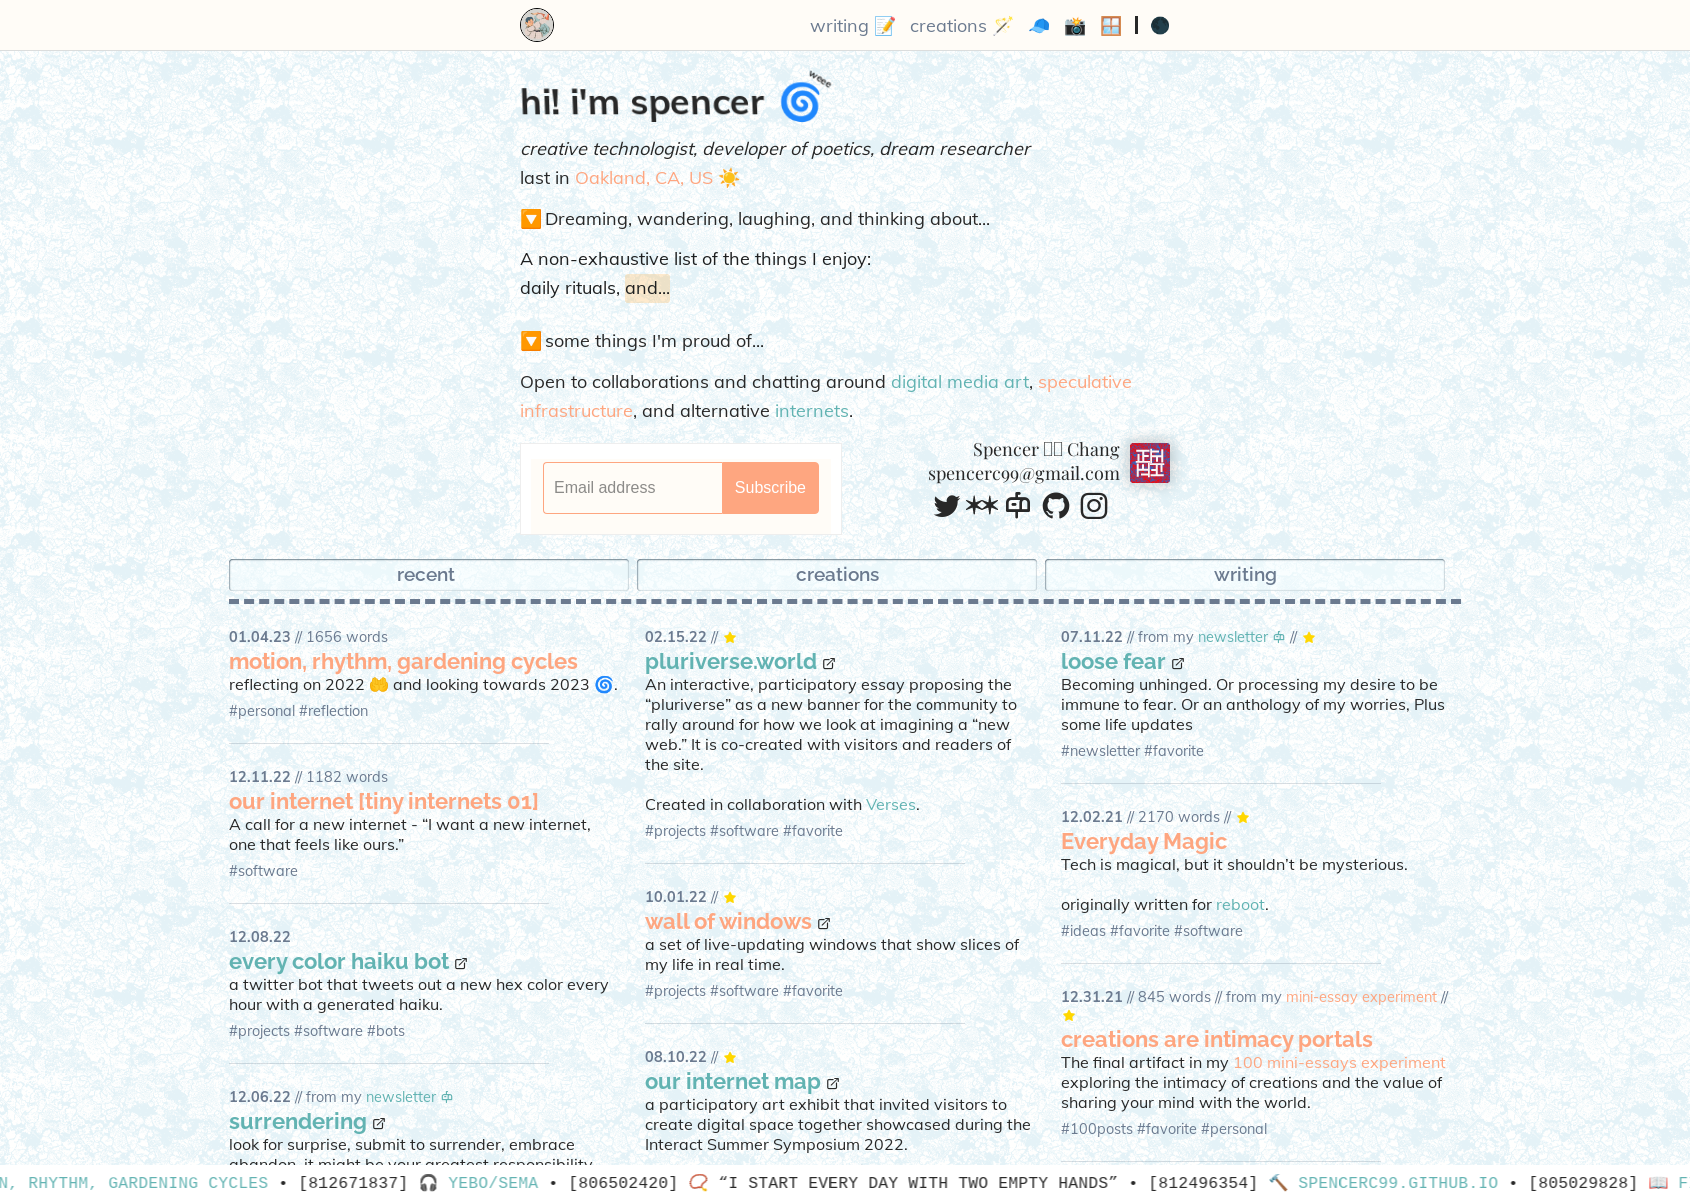 writing 📝 creations 🪄 🧢 📸 🪟 | 🌑
weee
hi! i'm spencer 🌀
creative technologist, developer of poetics, dream researcher
last in Oakland, CA, US ☀️
🔽 Dreaming, wandering, laughing, and thinking about...
A non-exhaustive list of the things I enjoy:
daily rituals, and...
🔽 some things I'm proud of...
Open to collaborations and chatting around digital media art, speculative
infrastructure, and alternative internets.
Email address Subscribe
Spencer Chang
spencerc99@gmail.com
recent
creations
writing
01.04.23 // 1656 words
motion, rhythm, gardening cycles
reflecting on 2022 🤲 and looking towards 2023 🌀.
#personal #reflection
12.11.22 // 1182 words
our internet [tiny internets 01]
A call for a new internet - “I want a new internet,
one that feels like ours.”
#software
12.08.22
every color haiku bot
a twitter bot that tweets out a new hex color every
hour with a generated haiku.
#projects #software #bots
12.06.22 // from my newsletter
surrendering
look for surprise, submit to surrender, embrace
abandon. it might be your greatest responsibility
02.15.22 // ⭐
pluriverse.world
An interactive, participatory essay proposing the
“pluriverse” as a new banner for the community to
rally around for how we look at imagining a “new
web.” It is co-created with visitors and readers of
the site.
Created in collaboration with Verses.
#projects #software #favorite
10.01.22 // ⭐
wall of windows
a set of live-updating windows that show slices of
my life in real time.
#projects #software #favorite
08.10.22 // ⭐
our internet map
a participatory art exhibit that invited visitors to
create digital space together showcased during the
Interact Summer Symposium 2022.
07.11.22 // from my newsletter // ⭐
loose fear
Becoming unhinged. Or processing my desire to be
immune to fear. Or an anthology of my worries, Plus
some life updates
#newsletter #favorite
12.02.21 // 2170 words // ⭐
Everyday Magic
Tech is magical, but it shouldn’t be mysterious.
originally written for reboot.
#ideas #favorite #software
12.31.21 // 845 words // from my mini-essay experiment //
⭐
creations are intimacy portals
The final artifact in my 100 mini-essays experiment
exploring the intimacy of creations and the value of
sharing your mind with the world.
#100posts #favorite #personal
N, RHYTHM, GARDENING CYCLES • [812671837] 🎧 YEBO/SEMA • [806502420] 📿 “I START EVERY DAY WITH TWO EMPTY HANDS” • [812496354] 🔨 SPENCERC99.GITHUB.IO • [805029828] 📖 F